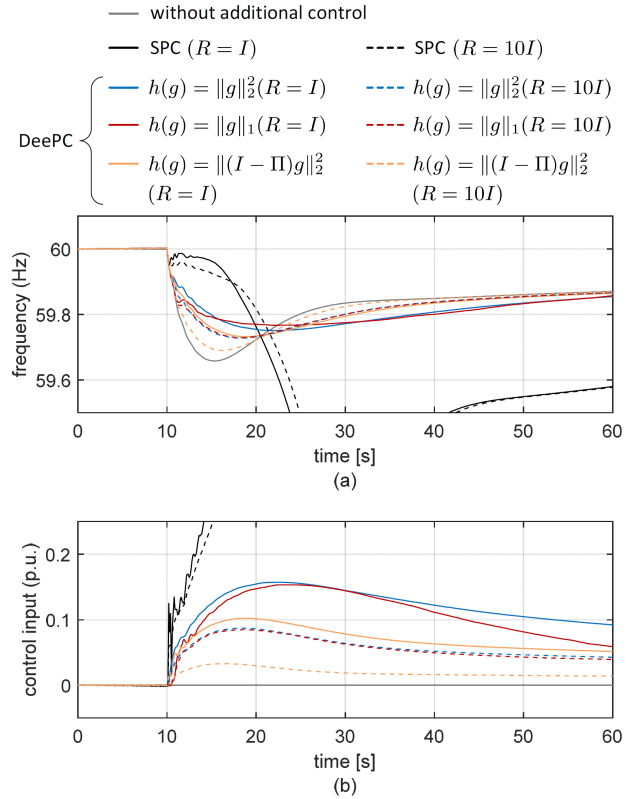 without additional control
SPC (R = I) SPC (R = 10I)
h(g) = ‖g‖₂²(R = I) h(g) = ‖g‖₂²(R = 10I)
DeePC h(g) = ‖g‖₁(R = I) h(g) = ‖g‖₁(R = 10I)
h(g) = ‖(I − Π)g‖₂² h(g) = ‖(I − Π)g‖₂²
(R = I) (R = 10I)
60
59.8
59.6
frequency (Hz)
0 10 20 30 40 50 60
time [s]
(a)
0.2
0.1
0
control input (p.u.)
0 10 20 30 40 50 60
time [s]
(b)